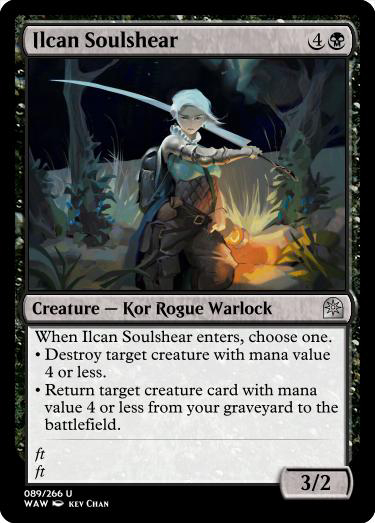 Ilcan Soulshear 4
Creature — Kor Rogue Warlock
When Ilcan Soulshear enters, choose one.
• Destroy target creature with mana value
4 or less.
• Return target creature card with mana
value 4 or less from your graveyard to the
battlefield.
ft
ft
3/2
089/266 U
WAW KEV CHAN